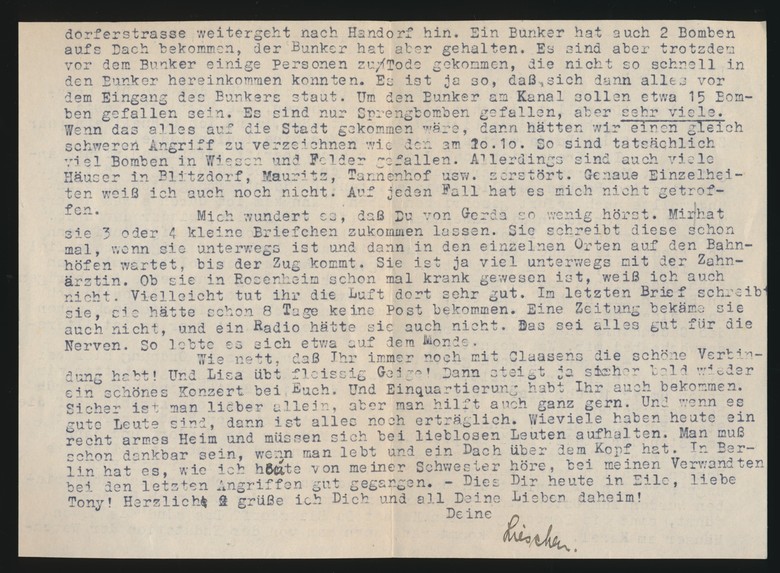 dorferstrasse weitergeht nach Handorf hin. Ein Bunker hat auch 2 Bomben
aufs Dach bekommen, der Bunker hat aber gehalten. Es sind aber trotzdem
vor dem Bunker einige Personen zu/Tode gekommen, die nicht so schnell in
den Bunker hereinkommen konnten. Es ist ja so, daß sich dann alles vor
dem Eingang des Bunkers staut. Um den Bunker am Kanal sollen etwa 15 Bom-
ben gefallen sein. Es sind nur Sprengbomben gefallen, aber sehr viele.
Wenn das alles auf die Stadt gekommen wäre, dann hätten wir einen gleich
schweren Angriff zu verzeichnen wie den am 10.10. So sind tatsächlich
viel Bomben in Wiesen und Felder gefallen. Allerdings sind auch viele
Häuser in Blitzdorf, Mauritz, Tannenhof usw. zerstört. Genaue Einzelhei-
ten weiß ich auch noch nicht. Auf jeden Fall hat es mich nicht getrof-
fen.
Mich wundert es, daß Du von Gerda so wenig hörst. Mir hat
sie 3 oder 4 kleine Briefchen zukommen lassen. Sie schreibt diese schon
mal, wenn sie unterwegs ist und dann in den einzelnen Orten auf den Bahn-
höfen wartet, bis der Zug kommt. Sie ist ja viel unterwegs mit der Zahn-
ärztin. Ob sie in Rosenheim schon mal krank gewesen ist, weiß ich auch
nicht. Vielleicht tut ihr die Luft dort sehr gut. Im letzten Brief schreibt
sie, sie hätte schon 8 Tage keine Post bekommen. Eine Zeitung bekäme sie
auch nicht, und ein Radio hätte sie auch nicht. Das sei alles gut für die
Nerven. So lebte es sich etwa auf dem Monde.
Wie nett, daß Ihr immer noch mit Claasens die schöne Verbin-
dung habt! Und Lisa übt fleissig Geige! Dann steigt ja sicher bald wieder
ein schönes Konzert bei Euch. Und Einquartierung habt Ihr auch bekommen.
Sicher ist man lieber allein, aber man hilft auch ganz gern. Und wenn es
gute Leute sind, dann ist alles noch erträglich. Wieviele haben heute ein
recht armes Heim und müssen sich bei lieblosen Leuten aufhalten. Man muß
schon dankbar sein, wenn man lebt und ein Dach über dem Kopf hat. In Ber-
lin hat es, wie ich heute von meiner Schwester höre, bei meinen Verwandten
bei den letzten Angriffen gut gegangen. - Dies Dir heute in Eile, liebe
Tony! Herzlich grüße ich Dich und all Deine Lieben daheim!
Deine
Lieschen.